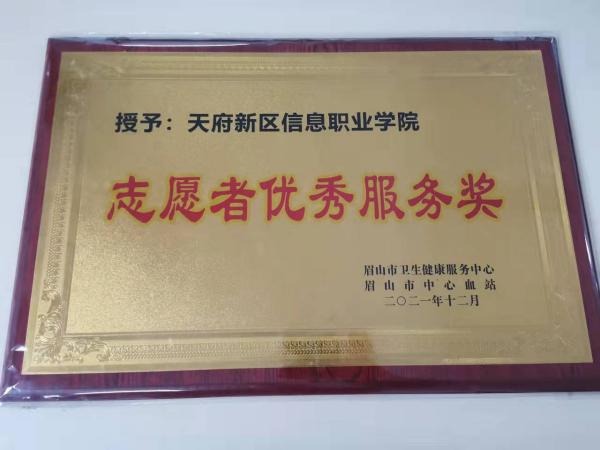 授予：天府新区信息职业学院
志愿者优秀服务奖
眉山市卫生健康服务中心
眉山市中心血站
二〇二一年十二月